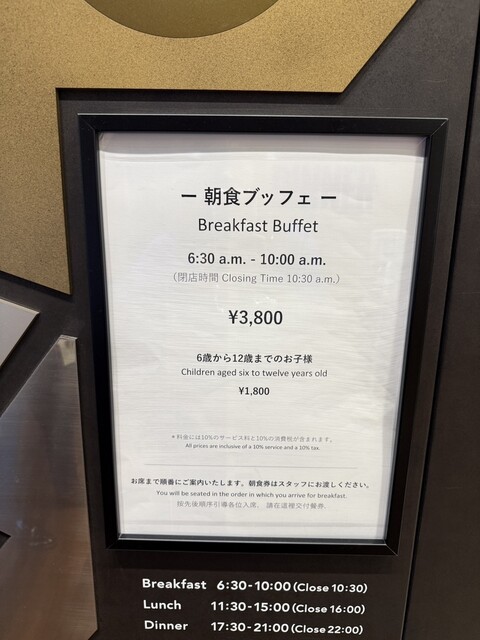 ー 朝食ブッフェ ー
Breakfast Buffet
6:30 a.m. - 10:00 a.m.
（閉店時間 Closing Time 10:30 a.m.）
¥3,800
6歳から12歳までのお子様
Children aged six to twelve years old
¥1,800
＊料金には10%のサービス料と10%の消費税が含まれます。
All prices are inclusive of a 10% service and a 10% tax.
お席まで順番にご案内いたします。朝食券はスタッフにお渡しください。
You will be seated in the order in which you arrive for breakfast.
按先後順序引導各位入席， 請在這裡交付餐券.
Breakfast 6:30-10:00 (Close 10:30)
Lunch 11:30-15:00 (Close 16:00)
Dinner 17:30-21:00 (Close 22:00)